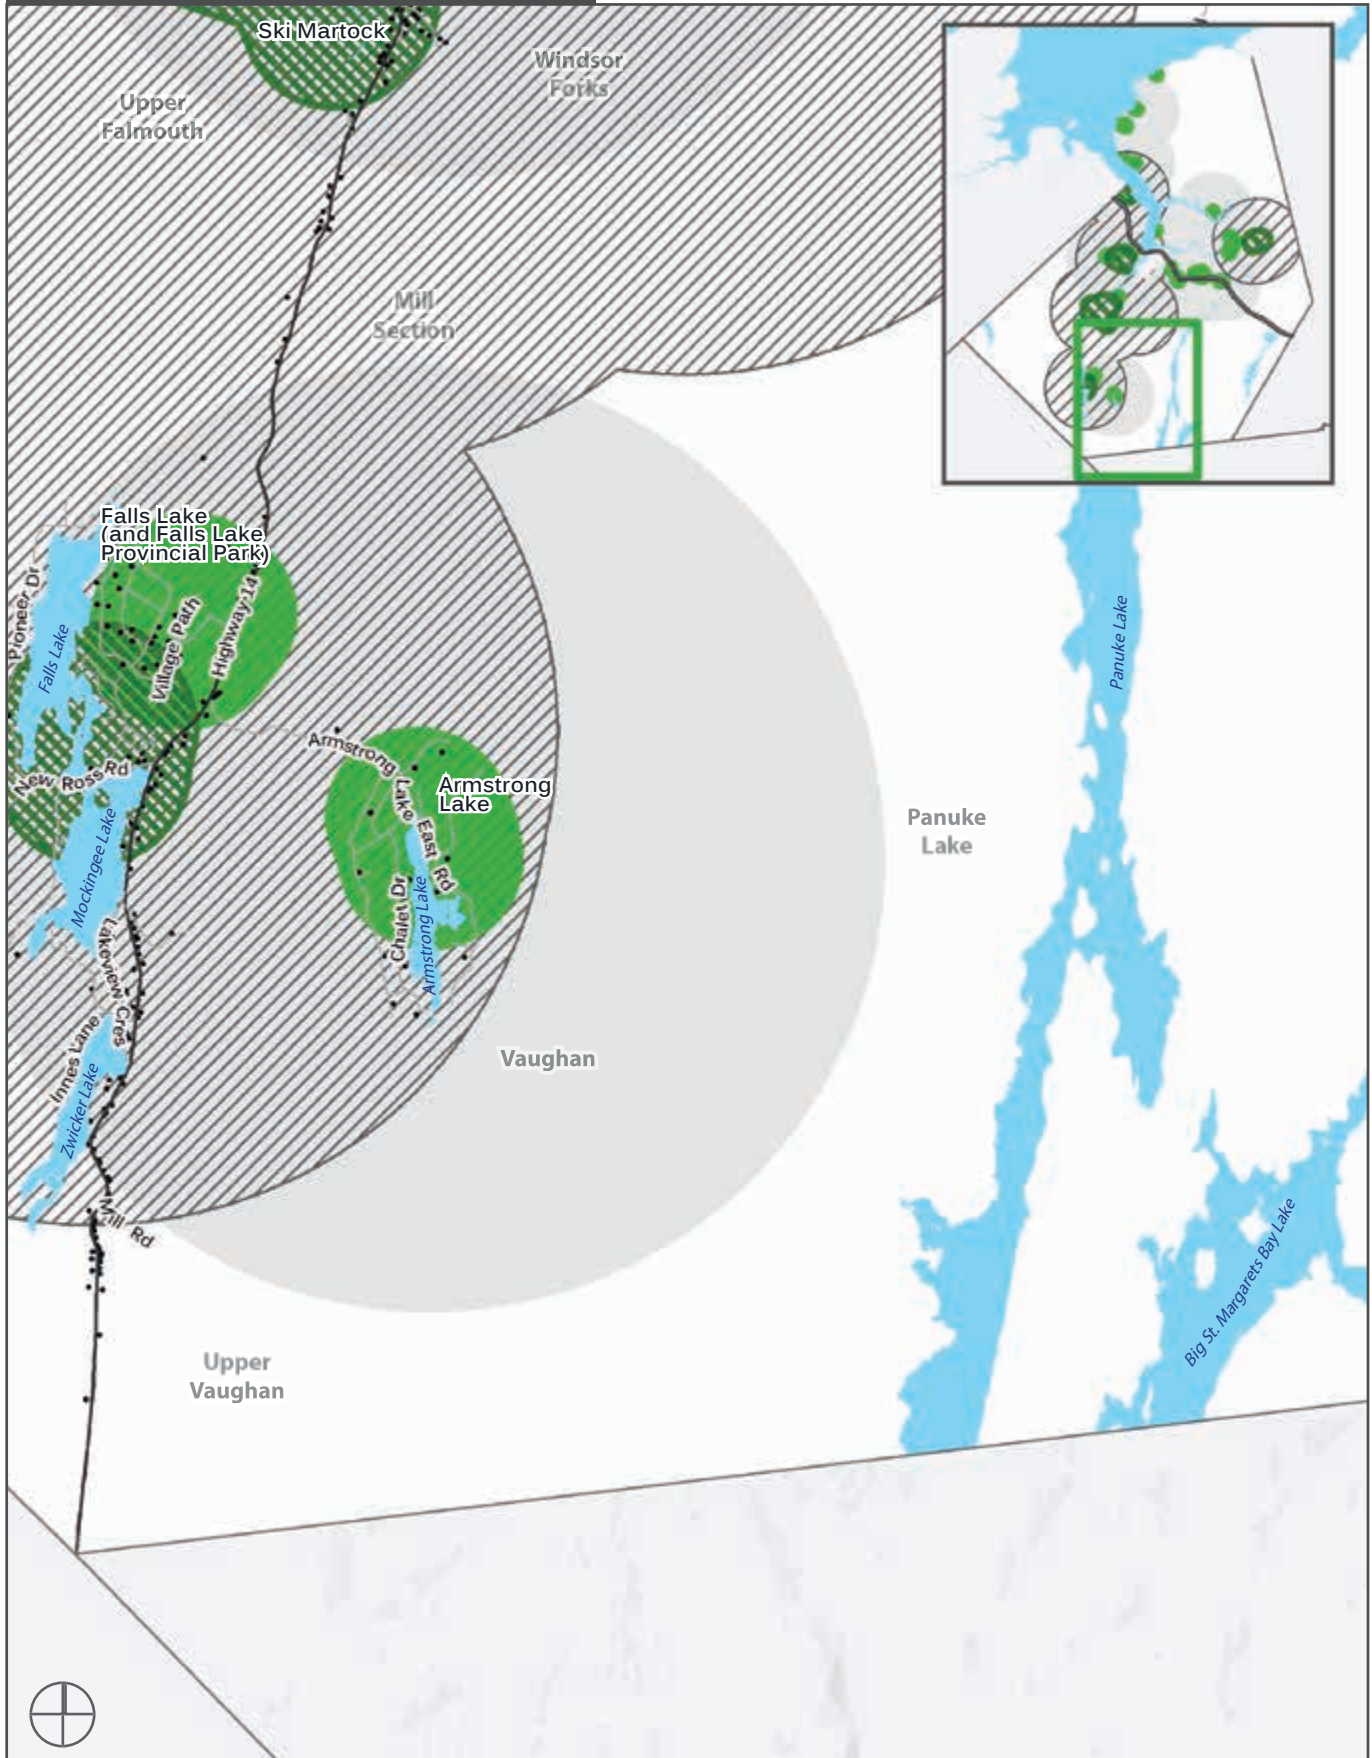 Ski Martock
Windsor
Forks
Upper
Falmouth
Mill
Section
Falls Lake
(and Falls Lake
Provincial Park)
Pioneer Dr
Falls Lake
Village Path
Highway 14
Panuke Lake
Armstrong Lake East Rd
New Ross Rd
Armstrong
Lake
Mockingee Lake
Panuke
Lake
Chalet Dr
Armstrong Lake
Lakeview Cres
Innes Lane
Vaughan
Zwicker Lake
Mill Rd
Big St. Margarets Bay Lake
Upper
Vaughan